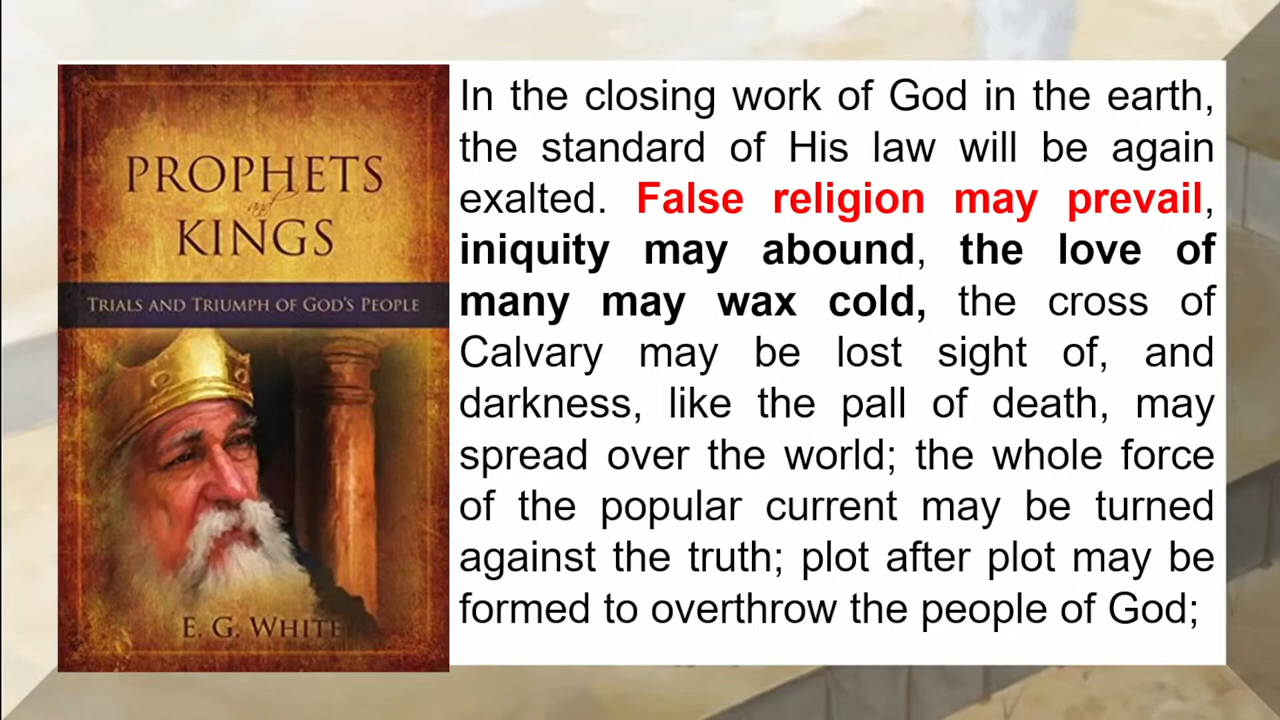 PROPHETS
and
KINGS
TRIALS AND TRIUMPH OF GOD'S PEOPLE
E. G. WHITE
In the closing work of God in the earth,
the standard of His law will be again
exalted. False religion may prevail,
iniquity may abound, the love of
many may wax cold, the cross of
Calvary may be lost sight of, and
darkness, like the pall of death, may
spread over the world; the whole force
of the popular current may be turned
against the truth; plot after plot may be
formed to overthrow the people of God;